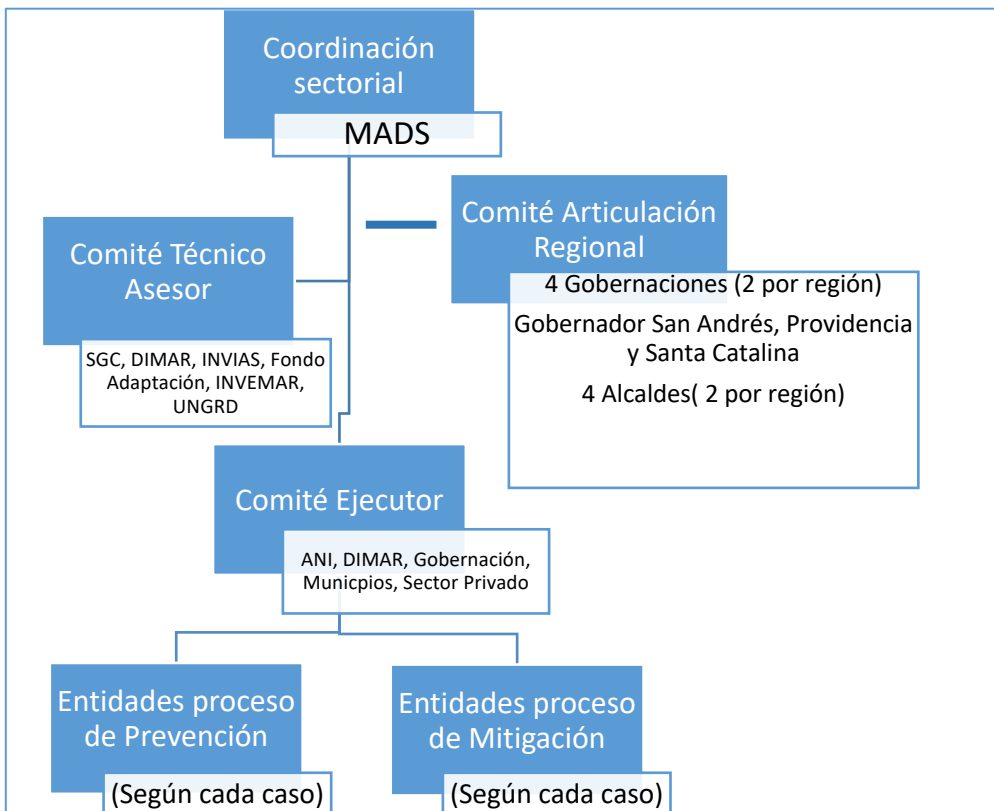 Coordinación
sectorial
MADS
Comité Articulación
Regional
4 Gobernaciones (2 por región)
Gobernador San Andrés, Providencia
y Santa Catalina
4 Alcaldes( 2 por región)
Comité Técnico
Asesor
SGC, DIMAR, INVIAS, Fondo
Adaptación, INVEMAR,
UNGRD
Comité Ejecutor
ANI, DIMAR, Gobernación,
Municpios, Sector Privado
Entidades proceso
de Prevención
(Según cada caso)
Entidades proceso
de Mitigación
(Según cada caso)